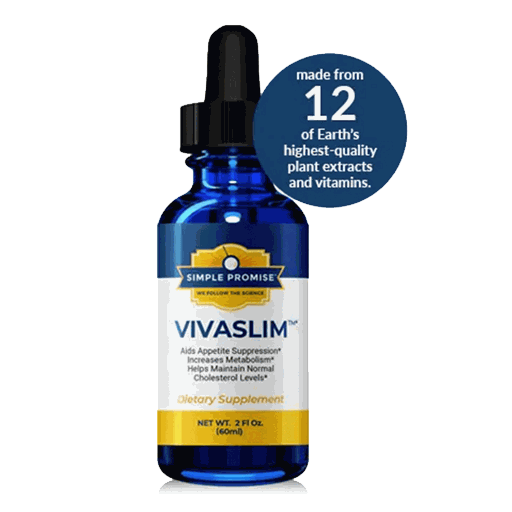 made from
12
of Earth's
highest-quality
plant extracts
and vitamins.
SIMPLE PROMISE™
WE FOLLOW THE SCIENCE
VIVASLIM™
Aids Appetite Suppression*
Increases Metabolism*
Helps Maintain Normal
Cholesterol Levels*
Dietary Supplement
NET WT. 2 Fl Oz.
(60ml)